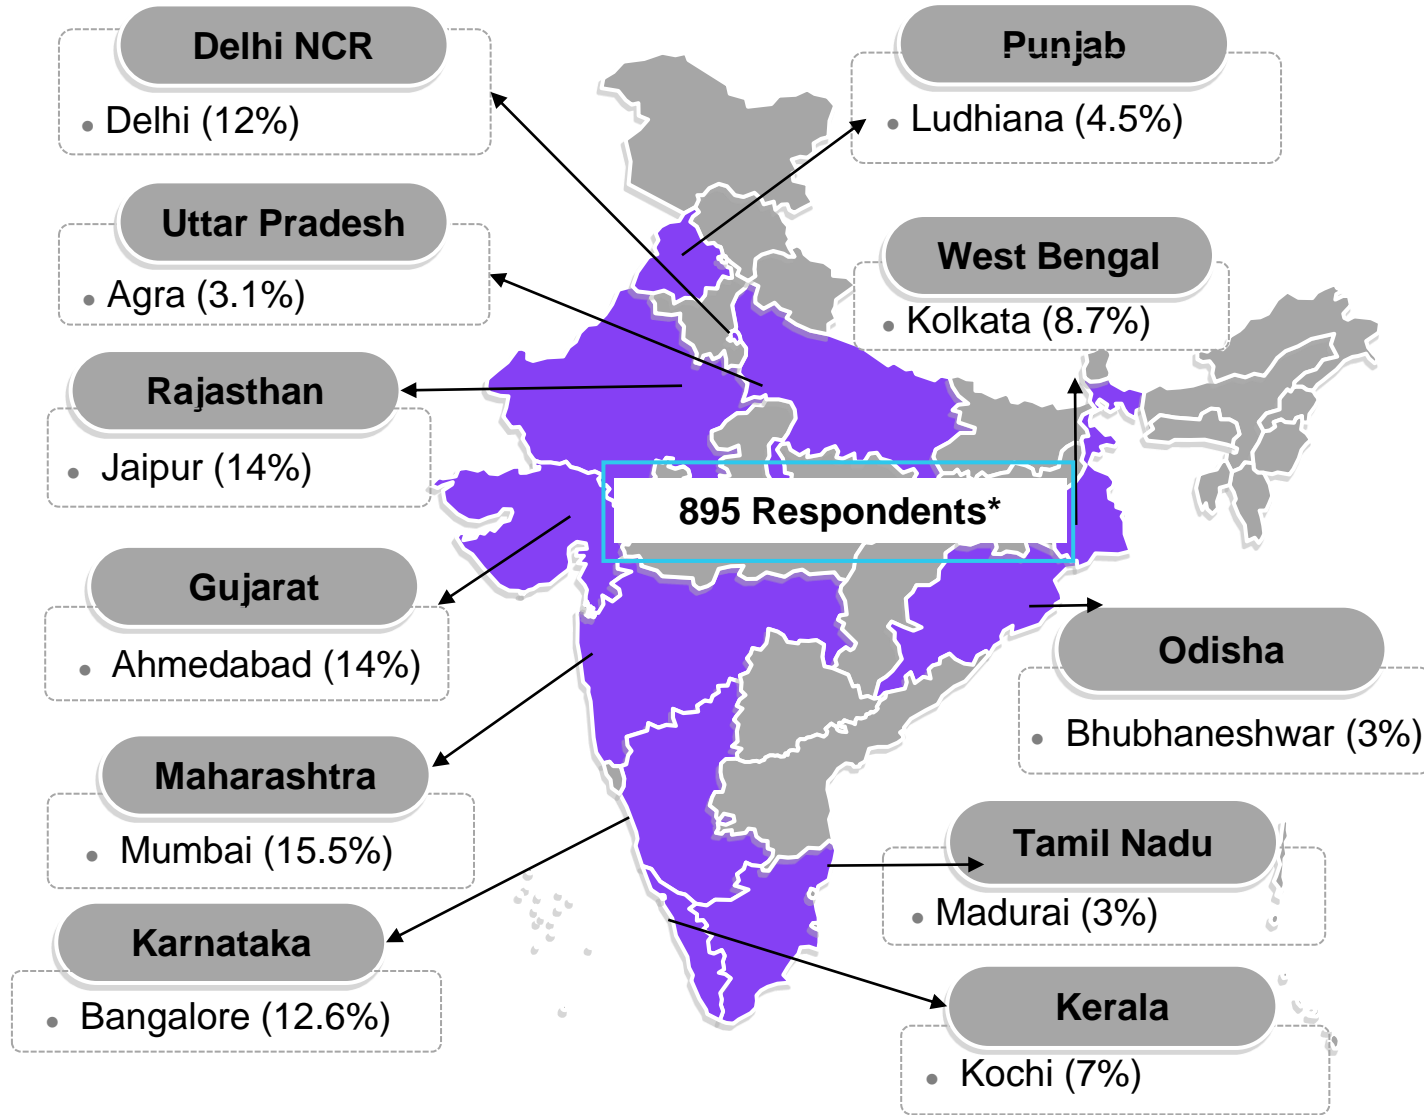 Delhi NCR
• Delhi (12%)
Uttar Pradesh
• Agra (3.1%)
Rajasthan
• Jaipur (14%)
Gujarat
• Ahmedabad (14%)
Maharashtra
• Mumbai (15.5%)
Karnataka
• Bangalore (12.6%)
895 Respondents*
Punjab
• Ludhiana (4.5%)
West Bengal
• Kolkata (8.7%)
Odisha
• Bhubhaneshwar (3%)
Tamil Nadu
• Madurai (3%)
Kerala
• Kochi (7%)